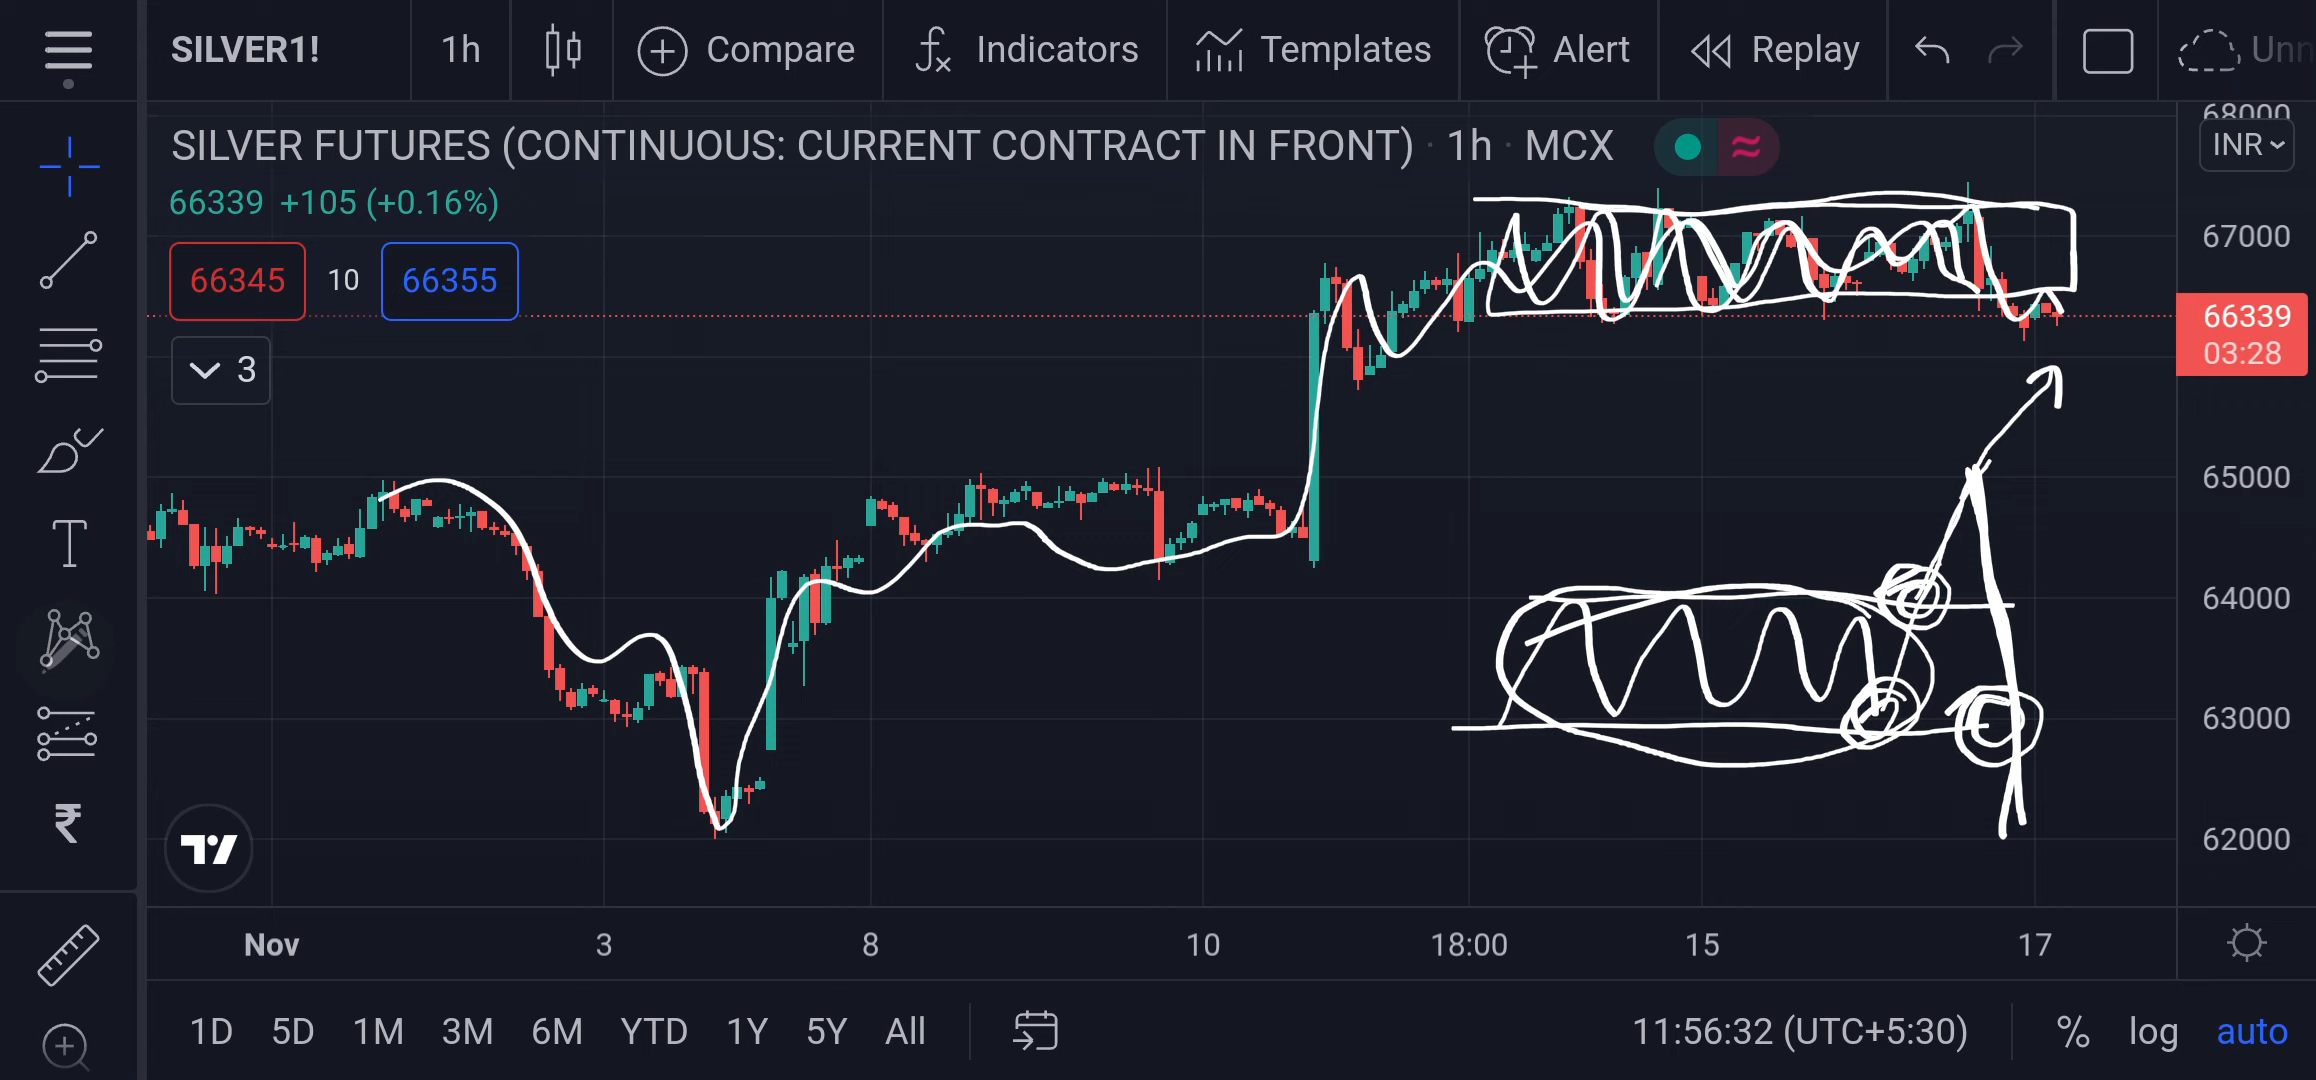 SILVER1! 1h Compare Indicators Templates Alert Replay
SILVER FUTURES (CONTINUOUS: CURRENT CONTRACT IN FRONT) · 1h · MCX
66339 +105 (+0.16%)
66345 10 66355
3
68000
INR
67000
66339
03:28
65000
64000
63000
62000
Nov 3 8 10 18:00 15 17
1D 5D 1M 3M 6M YTD 1Y 5Y All 11:56:32 (UTC+5:30) % log auto